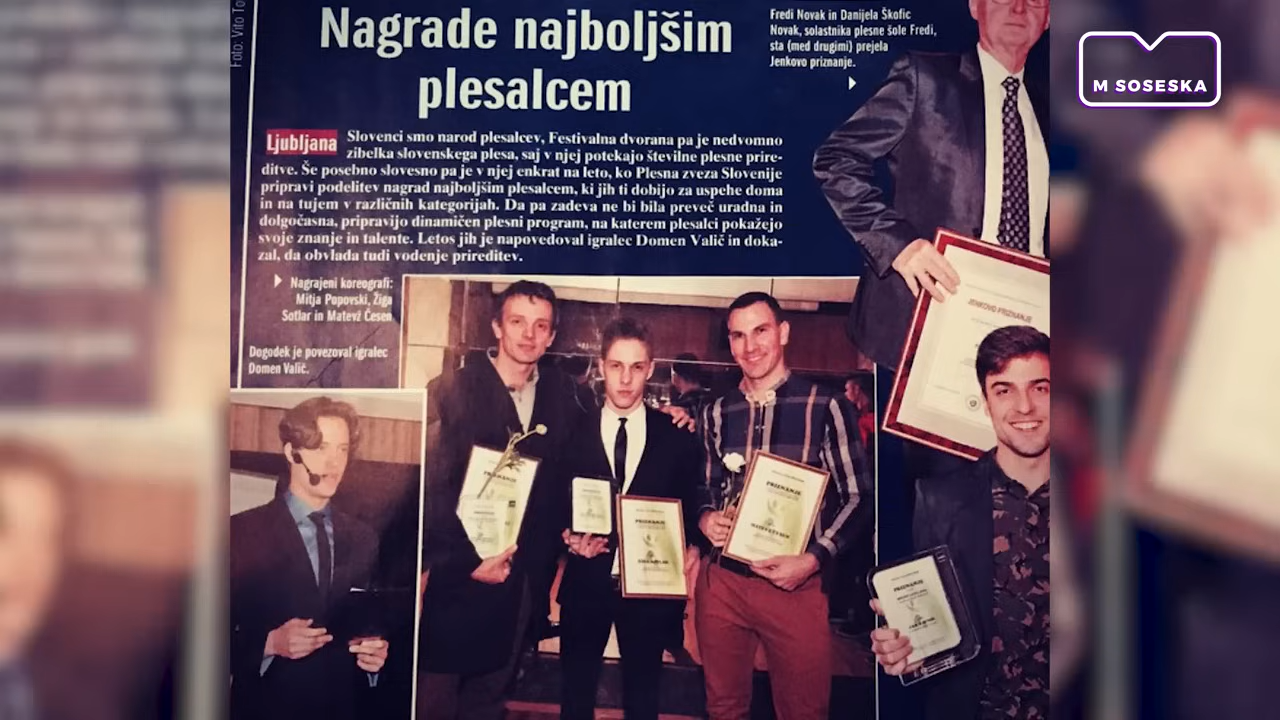 Foto: Vito To
Nagrade najboljšim
plesalcem
Fredi Novak in Danijela Škofic
Novak, solastnika plesne šole Fredi,
sta (med drugimi) prejela
Jenkovo priznanje.
M SOSESKA
Ljubljana Slovenci smo narod plesalcev, Festivalna dvorana pa je nedvomno
zibelka slovenskega plesa, saj v njej potekajo številne plesne prire-
ditve. Še posebno slovesno pa je v njej enkrat na leto, ko Plesna zveza Slovenije
pripravi podelitev nagrad najboljšim plesalcem, ki jih ti dobijo za uspehe doma
in na tujem v različnih kategorijah. Da pa zadeva ne bi bila preveč uradna in
dolgočasna, pripravijo dinamičen plesni program, na katerem plesalci pokažejo
svoje znanje in talente. Letos jih je napovedoval igralec Domen Valič in doka-
zal, da obvlada tudi vodenje prireditev.
Nagrajeni koreografi:
Mitja Popovski, Žiga
Sotlar in Matevž Česen
Dogodek je povezoval igralec
Domen Valič.
JENKOVO PRIZNANJE
PRIZNANJE
PRIZNANJE
PRIZNANJE
PRIZNANJE